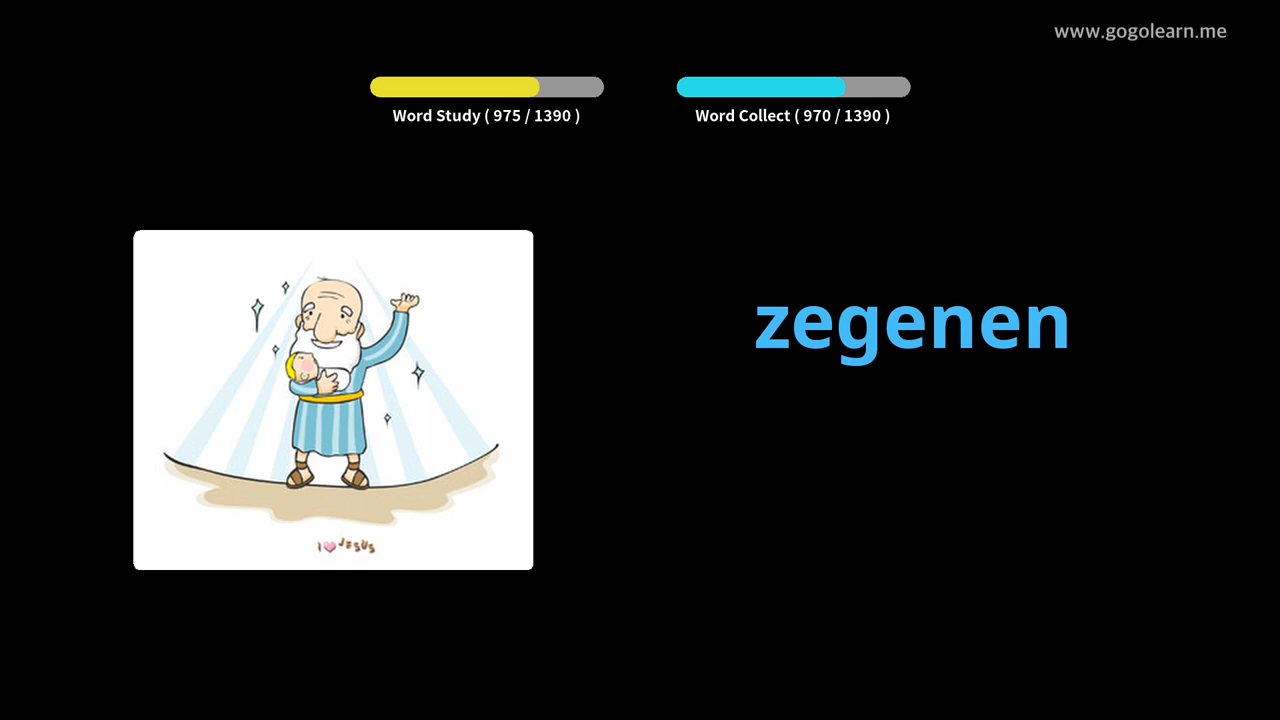 www.gogolearn.me
Word Study ( 975 / 1390 )
Word Collect ( 970 / 1390 )
zegenen
I ♥ JESUS